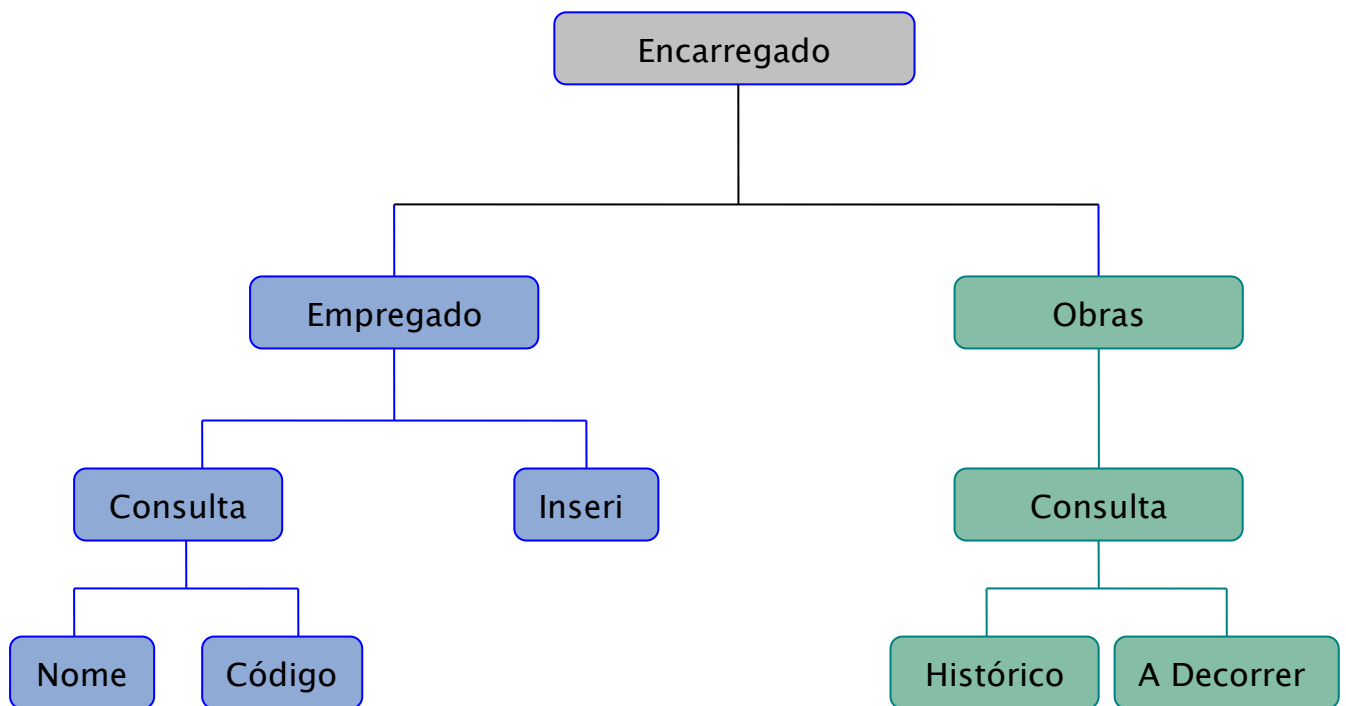 Encarregado
Empregado
Obras
Consulta
Inseri
Consulta
Nome
Código
Histórico
A Decorrer